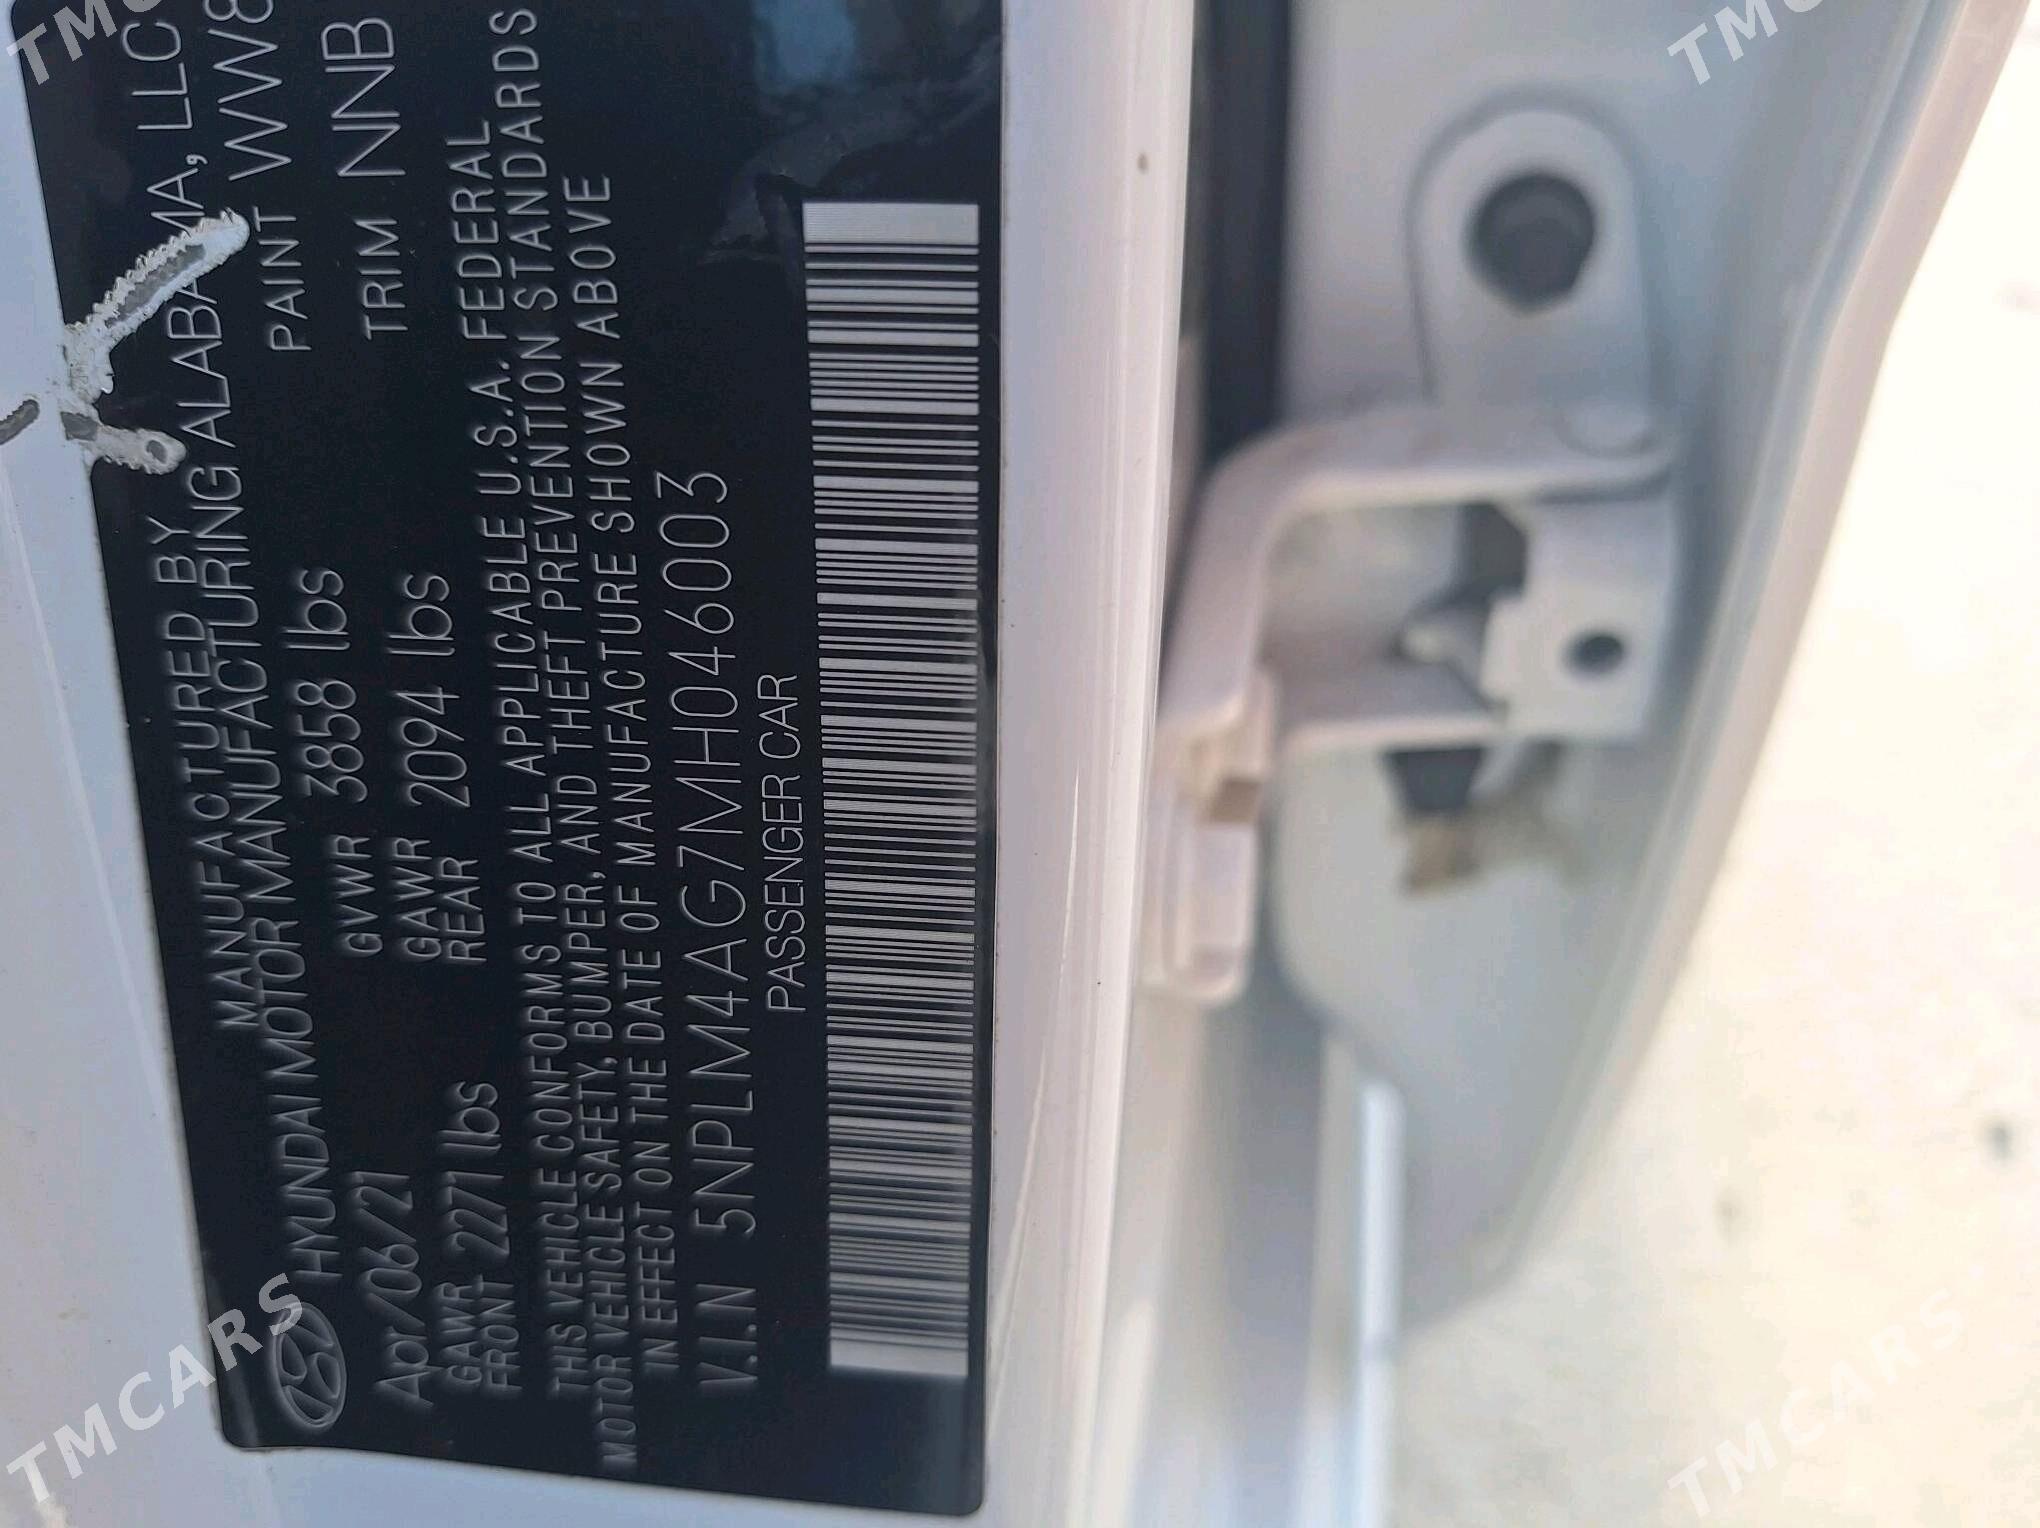 MANUFACTURED BY
HYUNDAI MOTOR MANUFACTURING ALABAMA, LLC
Apr/06/21 GVWR 3858 lbs PAINT WW8
GAWR FRONT 2271 lbs GAWR REAR 2094 lbs TRIM NNB
THIS VEHICLE CONFORMS TO ALL APPLICABLE U.S.A. FEDERAL
MOTOR VEHICLE SAFETY, BUMPER, AND THEFT PREVENTION STANDARDS
IN EFFECT ON THE DATE OF MANUFACTURE SHOWN ABOVE
V.I.N 5NPLM4AG7MH046003
PASSENGER CAR
TMCARS
TMCARS
TMCARS
TMCARS